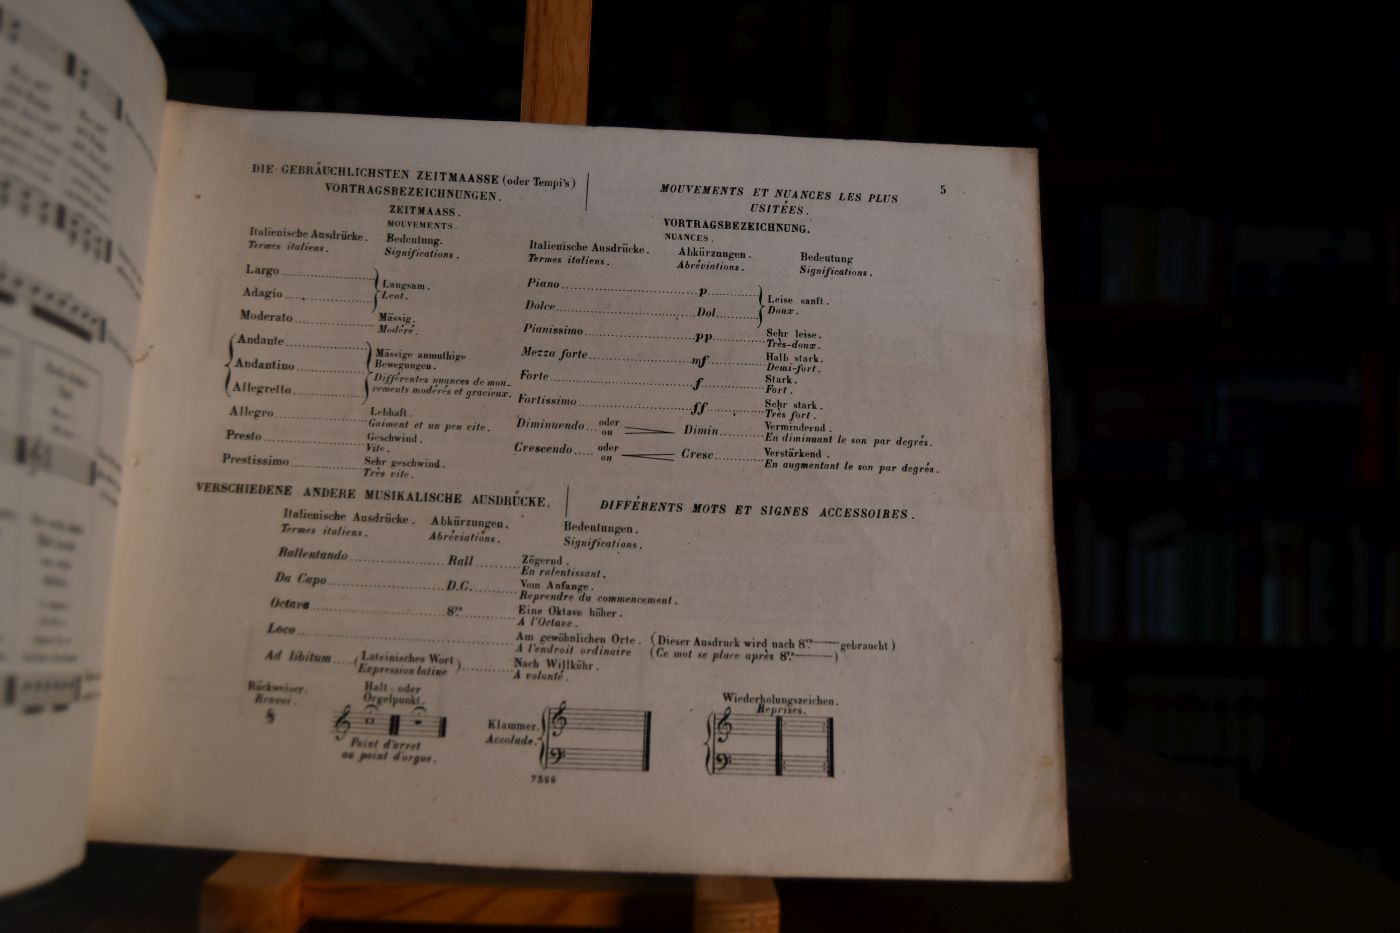 5
DIE GEBRÄUCHLICHSTEN ZEITMAASSE (oder Tempi's)
VORTRAGSBEZEICHNUNGEN.
MOUVEMENTS ET NUANCES LES PLUS
USITÉES.
ZEITMAASS.
MOUVEMENTS.
Italienische Ausdrücke. Bedeutung.
Termes italiens. Significations.
Largo
Adagio
Langsam.
Lent.
Moderato Mässig.
Modéré.
Andante
Andantino
Allegretto
Mässige anmuthige
Bewegungen.
Différentes nuances de mou-
vements modérés et gracieux.
Allegro Lebhaft.
Gaiment et un peu vite.
Presto Geschwind.
Vite.
Prestissimo Sehr geschwind.
Très vite.
VORTRAGSBEZEICHNUNG.
NUANCES.
Italienische Ausdrücke. Abkürzungen. Bedeutung
Termes italiens. Abréviations. Significations.
Piano p
Dolce Dol
Leise sanft.
Doux.
Pianissimo pp Sehr leise.
Très-doux.
Mezzo forte mf Halb stark.
Demi-fort.
Forte f Stark.
Fort.
Fortissimo ff Sehr stark.
Très fort.
Diminuendo oder Dimin Vermindernd.
ou En diminuant le son par degrés.
Crescendo oder Cresc Verstärkend.
ou En augmentant le son par degrés.
VERSCHIEDENE ANDERE MUSIKALISCHE AUSDRÜCKE.
DIFFÉRENTS MOTS ET SIGNES ACCESSOIRES.
Italienische Ausdrücke. Abkürzungen. Bedeutungen.
Termes italiens. Abréviations. Significations.
Rallentando Rall Zögernd.
En ralentissant.
Da Capo D.C. Vom Anfange.
Reprendre du commencement.
Octava 8va Eine Oktave höher.
A l'Octave.
Loco Am gewöhnlichen Orte. (Dieser Ausdruck wird nach 8va gebraucht)
A l'endroit ordinaire (Ce mot se place après 8va)
Ad libitum (Lateinisches Wort Nach Willkühr.
Expression latine) A volonté.
Rückweiser.
Renvoi.
Halt oder
Orgelpunkt.
Point d'arret
ou point d'orgue.
Klammer.
Accolade.
Wiederholungszeichen.
Reprises.
7596